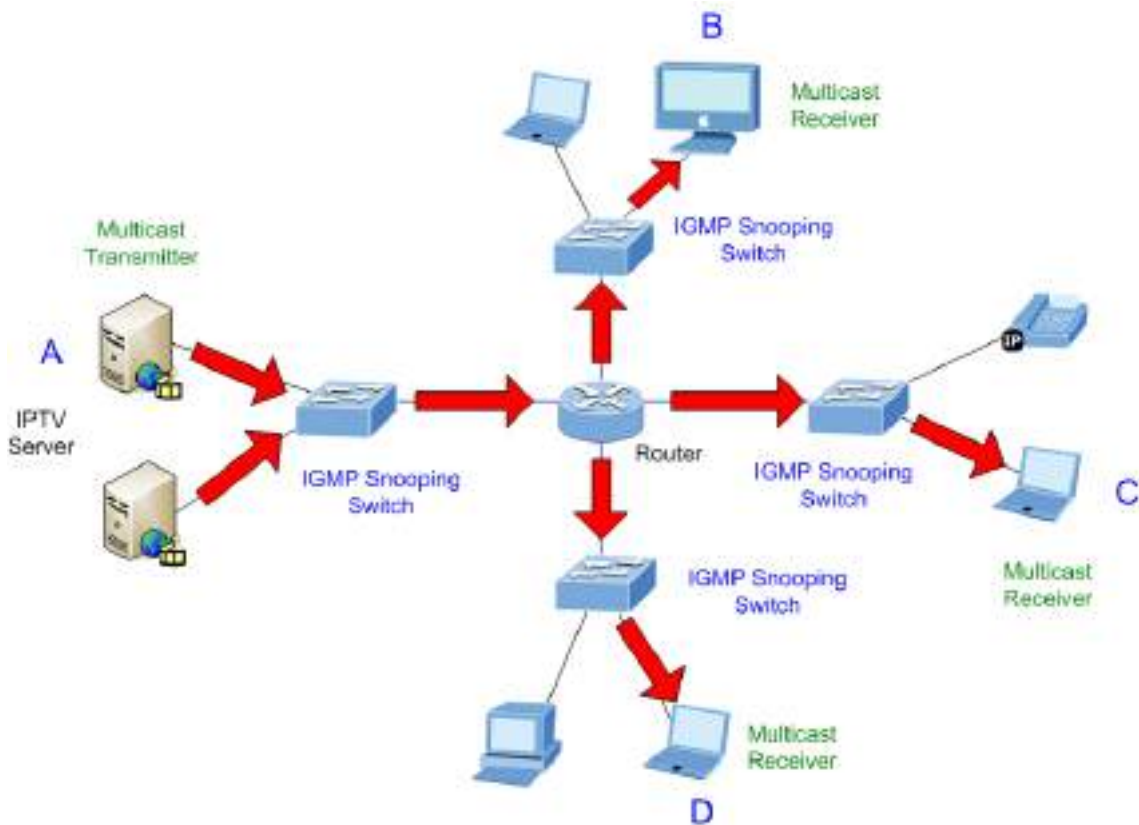 B
Multicast
Receiver
IGMP Snooping
Switch
Multicast
Transmitter
A
IPTV
Server
IGMP Snooping
Switch
Router
IP
IGMP Snooping
Switch
C
Multicast
Receiver
IGMP Snooping
Switch
Multicast
Receiver
D